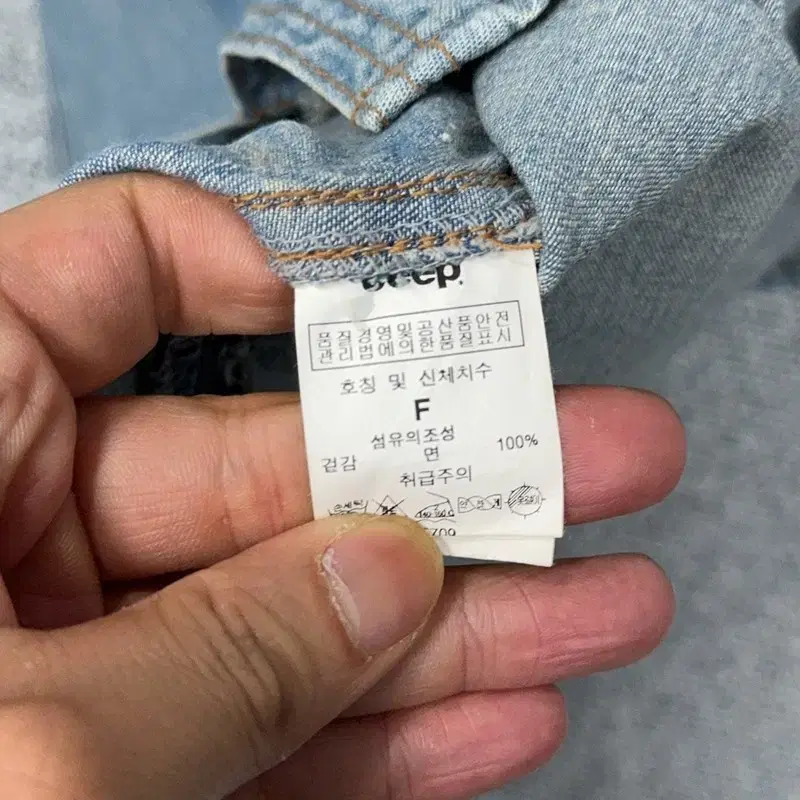 품질경영및공산품안전
관리법에의한품질표시
호칭 및 신체치수
F
섬유의조성
겉감 면 100%
취급주의